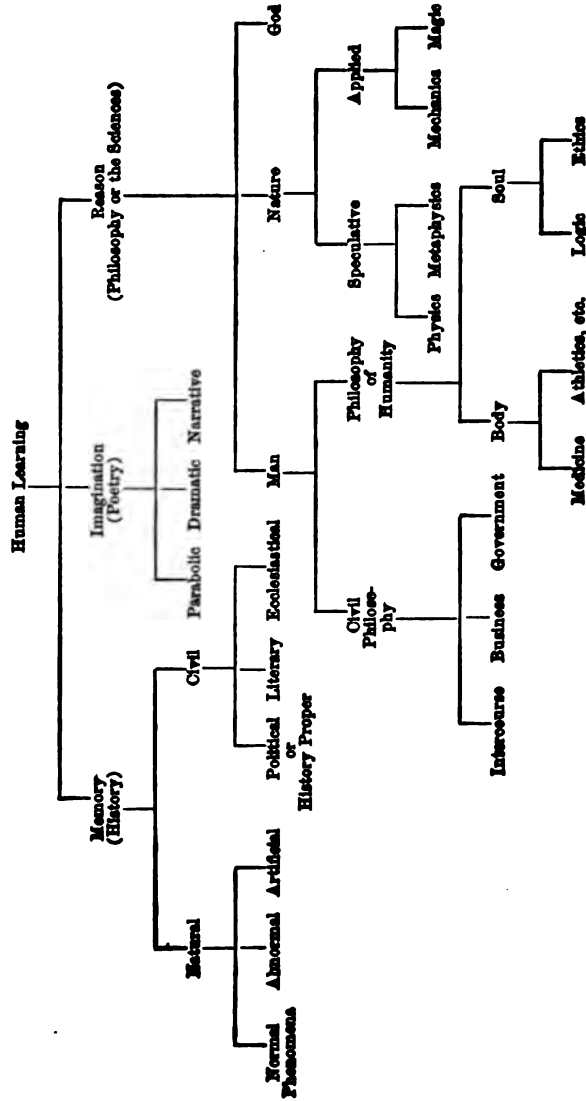 Human Learning
Memory
(History)
Imagination
(Poetry)
Reason
(Philosophy or the Sciences)
Natural
Civil
Parabolic Dramatic Narrative
Normal
Phenomena
Abnormal
Artificial
Political
or
History Proper
Literary
Ecclesiastical
Man
Nature
God
Civil
Philoso-
phy
Philosophy
of
Humanity
Speculative
Applied
Physics Metaphysics
Mechanics Magic
Intercourse Business Government
Body
Soul
Medicine Athletics, etc.
Logic Ethics